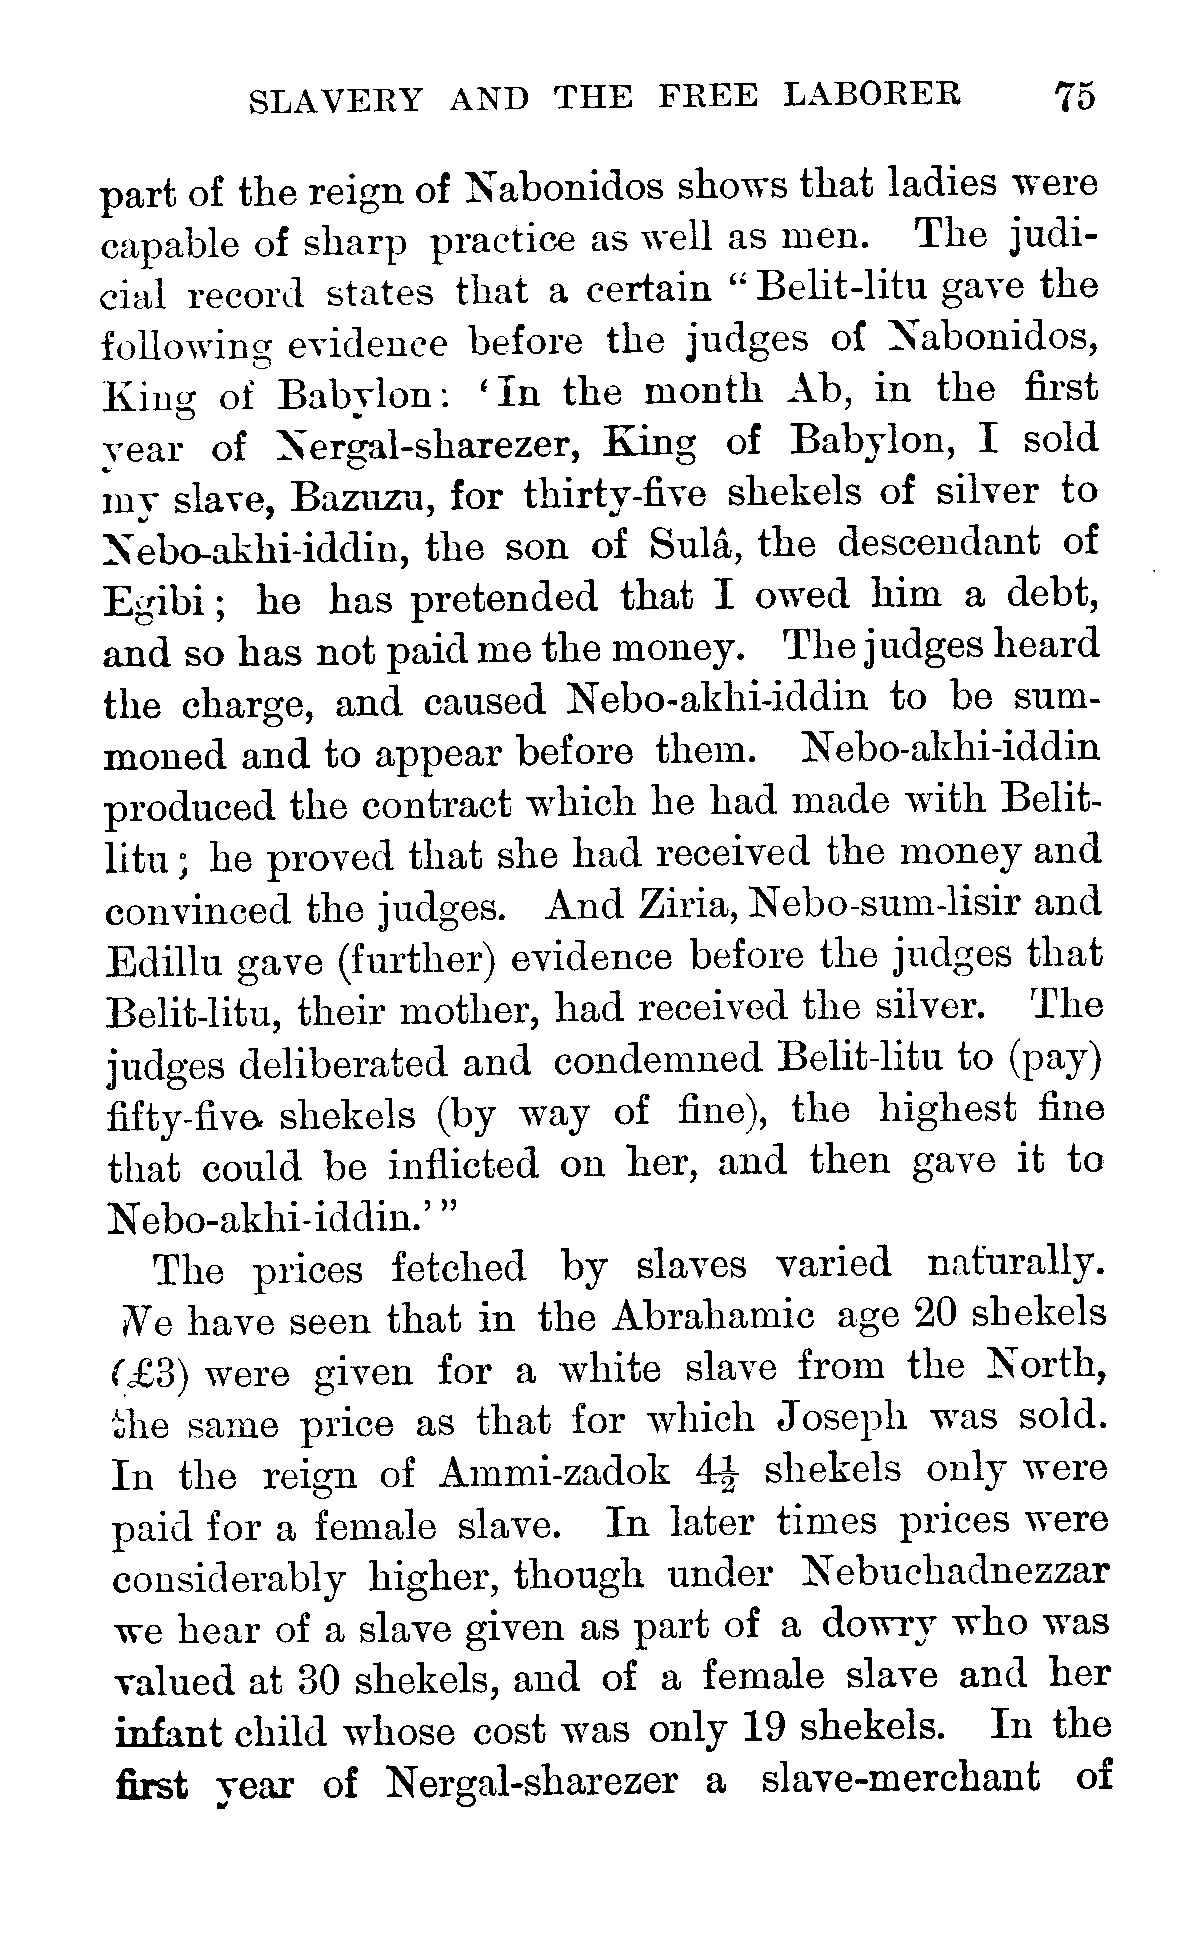 SLAVERY AND THE FREE LABORER 75
part of the reign of Nabonidos shows that ladies were
capable of sharp practice as well as men. The judi-
cial record states that a certain “Belit-litu gave the
following evidence before the judges of Nabonidos,
King of Babylon: ‘In the month Ab, in the first
year of Nergal-sharezer, King of Babylon, I sold
my slave, Bazuzu, for thirty-five shekels of silver to
Nebo-akhi-iddin, the son of Sulâ, the descendant of
Egibi; he has pretended that I owed him a debt,
and so has not paid me the money. The judges heard
the charge, and caused Nebo-akhi-iddin to be sum-
moned and to appear before them. Nebo-akhi-iddin
produced the contract which he had made with Belit-
litu; he proved that she had received the money and
convinced the judges. And Ziria, Nebo-sum-lisir and
Edillu gave (further) evidence before the judges that
Belit-litu, their mother, had received the silver. The
judges deliberated and condemned Belit-litu to (pay)
fifty-five shekels (by way of fine), the highest fine
that could be inflicted on her, and then gave it to
Nebo-akhi-iddin.’”
The prices fetched by slaves varied naturally.
We have seen that in the Abrahamic age 20 shekels
(£3) were given for a white slave from the North,
the same price as that for which Joseph was sold.
In the reign of Ammi-zadok 4½ shekels only were
paid for a female slave. In later times prices were
considerably higher, though under Nebuchadnezzar
we hear of a slave given as part of a dowry who was
valued at 30 shekels, and of a female slave and her
infant child whose cost was only 19 shekels. In the
first year of Nergal-sharezer a slave-merchant of